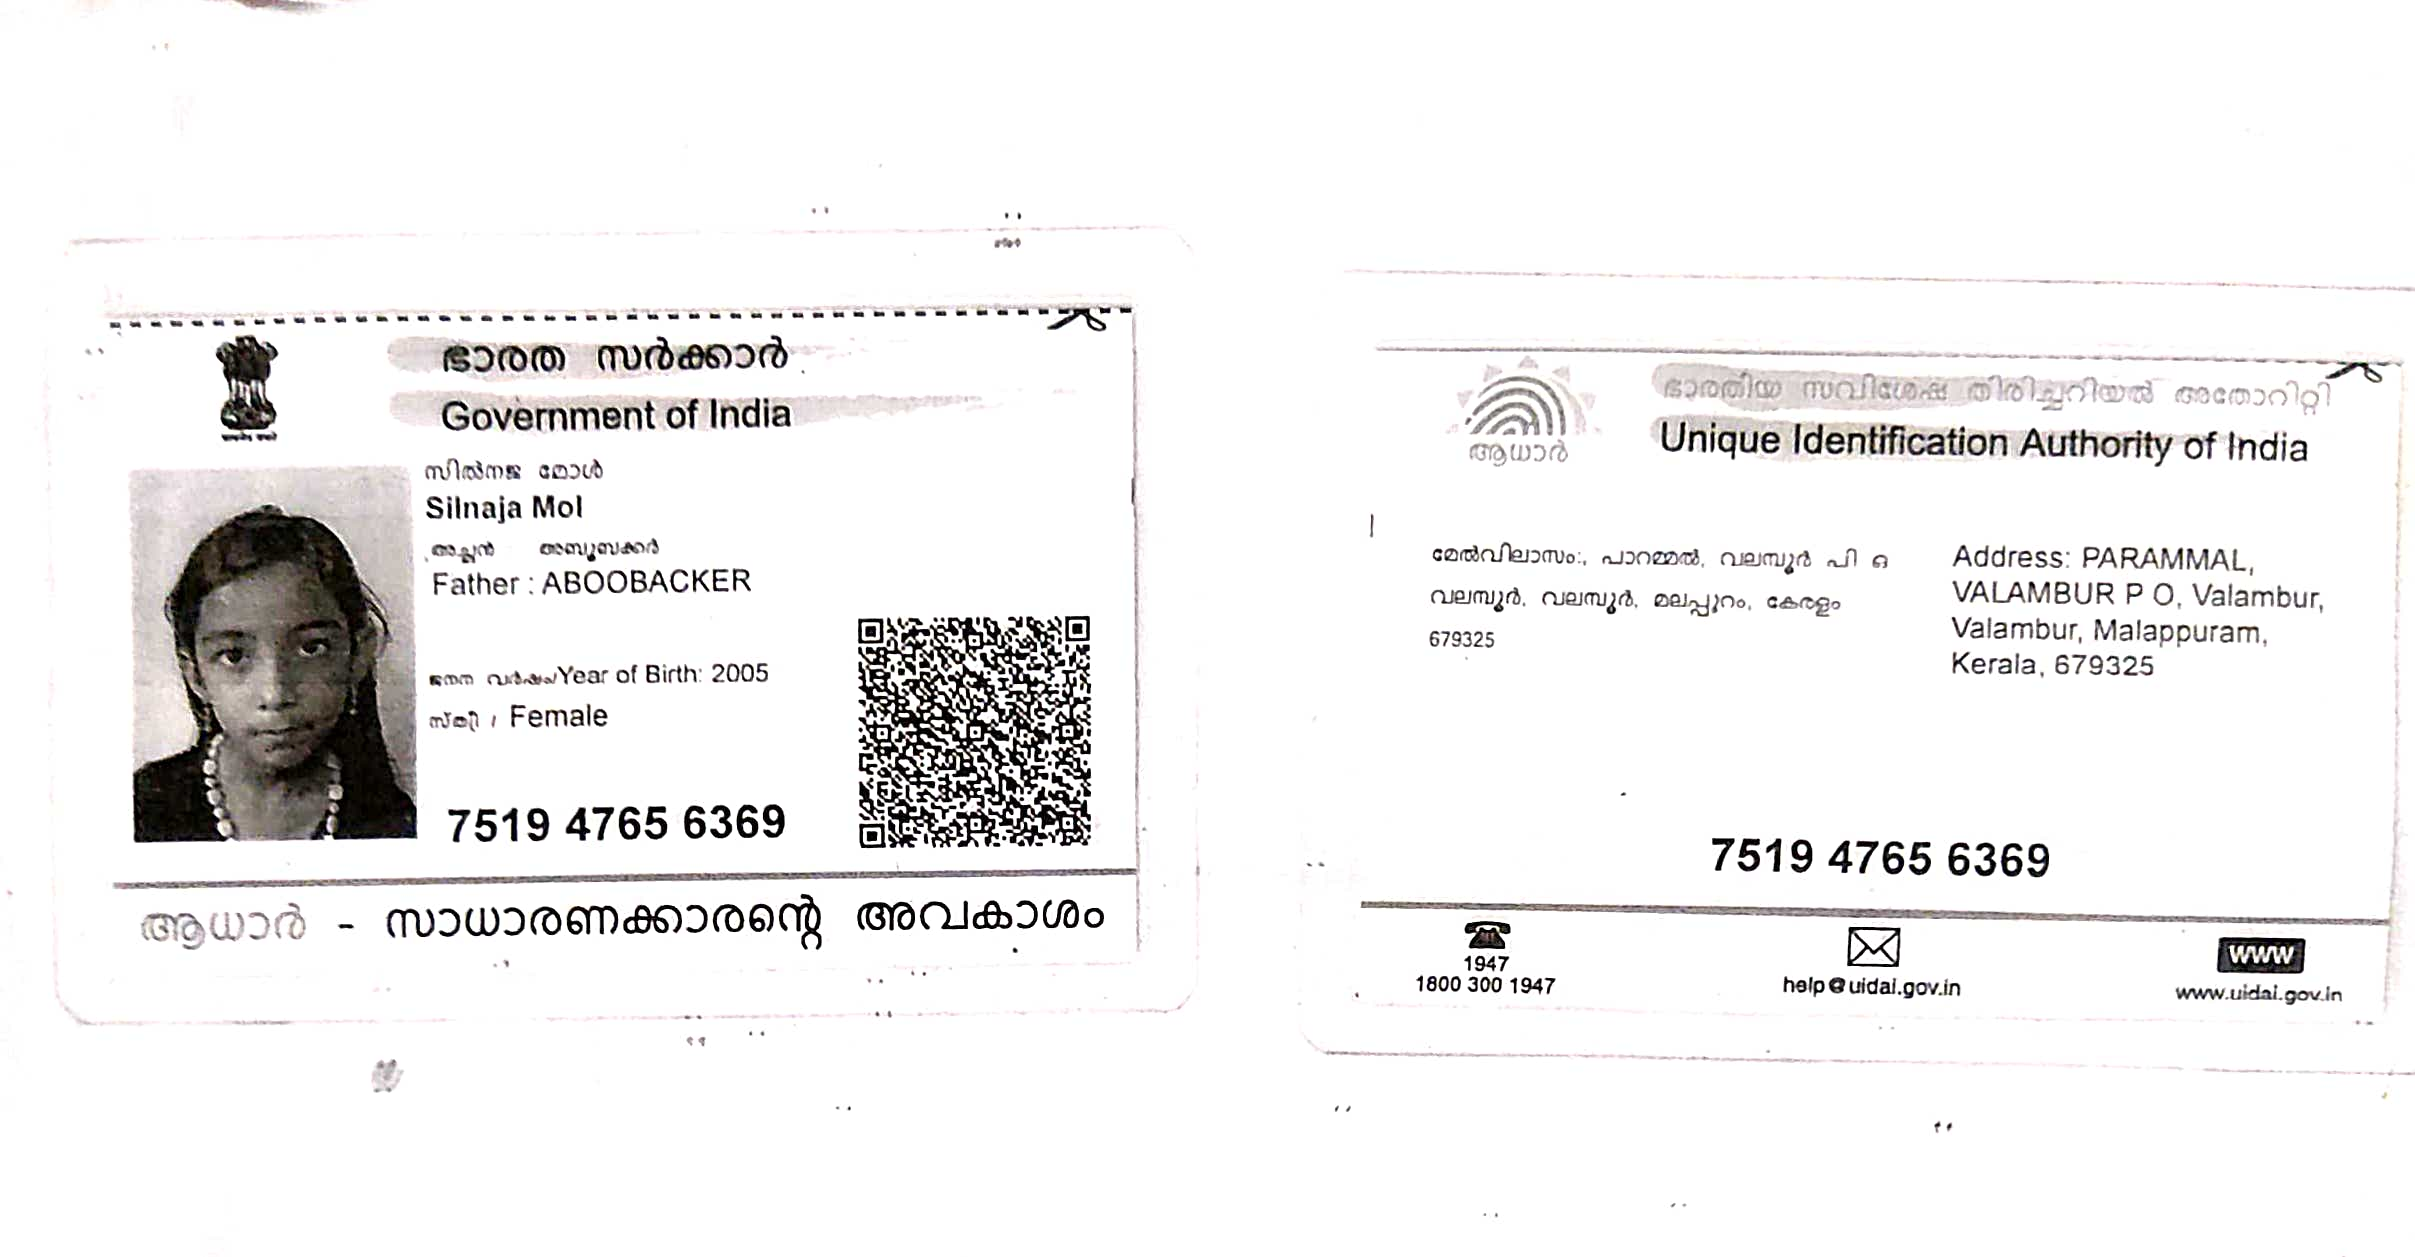 ഭാരത സർക്കാർ
Government of India
സിൽനജ മോൾ
Silnaja Mol
അച്ഛൻ അബൂബക്കർ
Father : ABOOBACKER
ജനന വർഷം/Year of Birth: 2005
സ്ത്രീ / Female
7519 4765 6369
ആധാർ - സാധാരണക്കാരന്റെ അവകാശം
ഭാരതീയ സവിശേഷ തിരിച്ചറിയൽ അതോറിറ്റി
Unique Identification Authority of India
ആധാർ
മേൽവിലാസം:, പാറമ്മൽ, വലമ്പൂർ പി ഒ
വലമ്പൂർ, വലമ്പൂർ, മലപ്പുറം, കേരളം
679325
Address: PARAMMAL,
VALAMBUR P O, Valambur,
Valambur, Malappuram,
Kerala, 679325
7519 4765 6369
1947
1800 300 1947
help@uidai.gov.in
www
www.uidai.gov.in